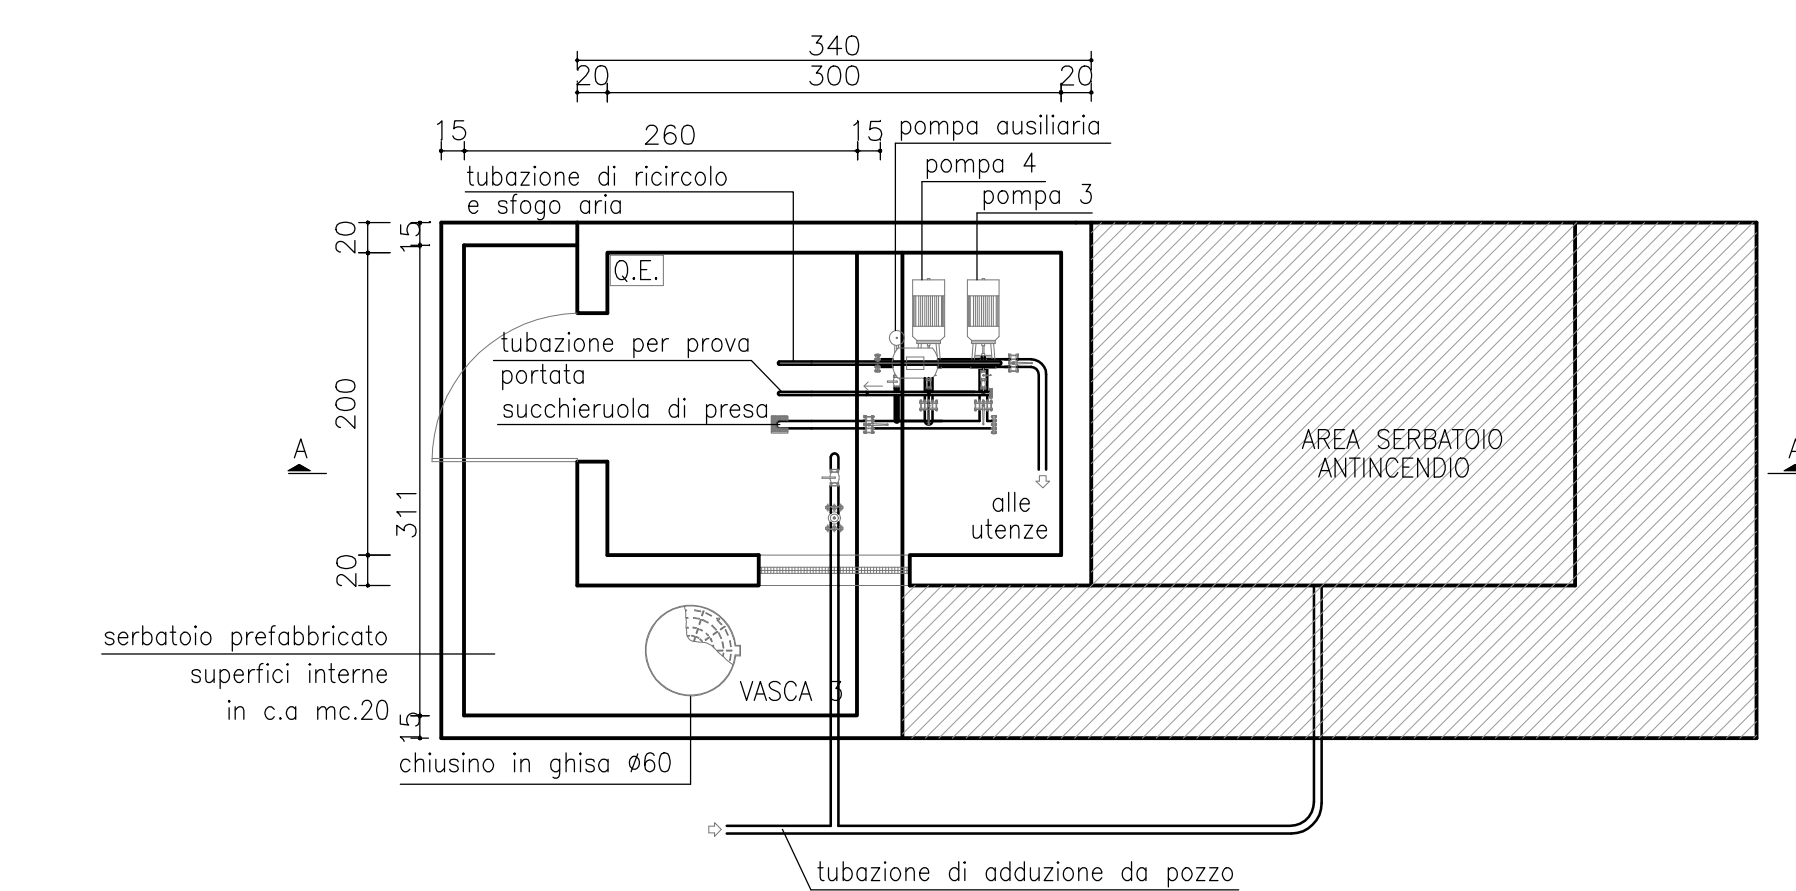 340
20 300 20
15 260 15
pompa ausiliaria
pompa 4
pompa 3
tubazione di ricircolo
e sfogo aria
20
15
Q.E.
tubazione per prova
portata
succhieruola di presa
200
311
A
A
AREA SERBATOIO
ANTINCENDIO
alle
utenze
20
serbatoio prefabbricato
superfici interne
in c.a mc.20
15
VASCA 3
chiusino in ghisa Ø60
tubazione di adduzione da pozzo